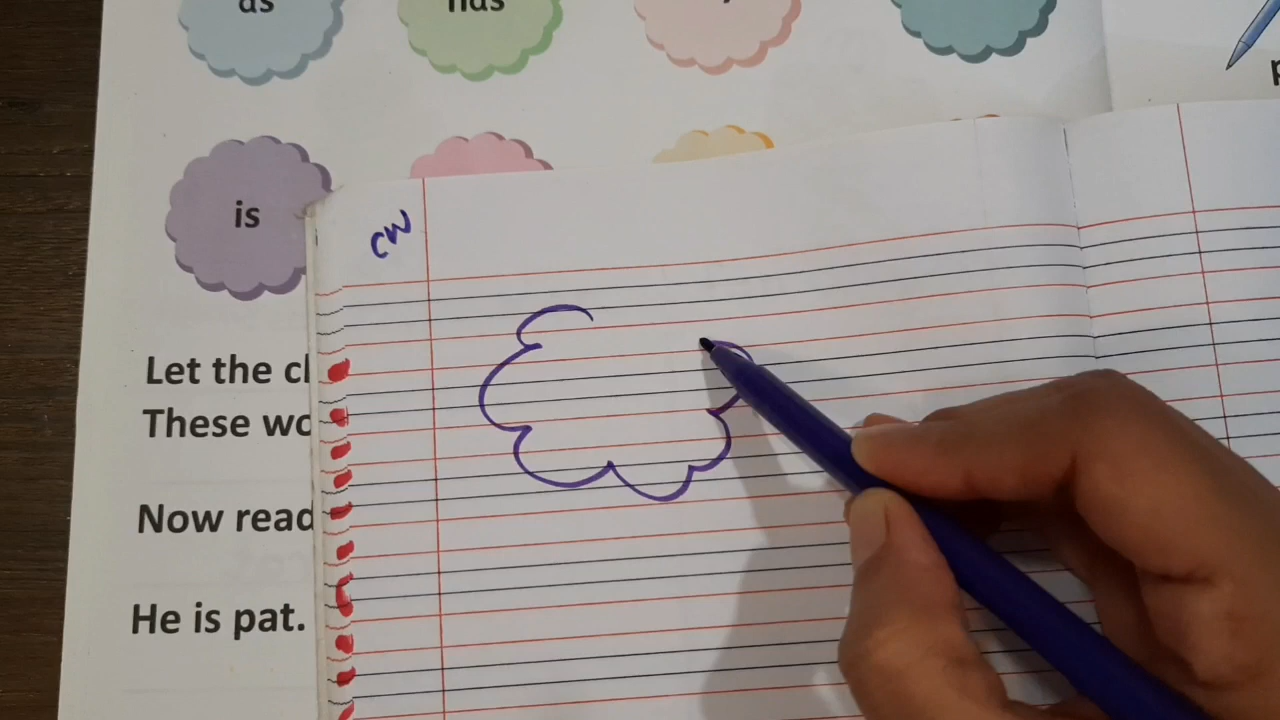 as has
is
CW
Let the cl
These wo
Now read
He is pat.